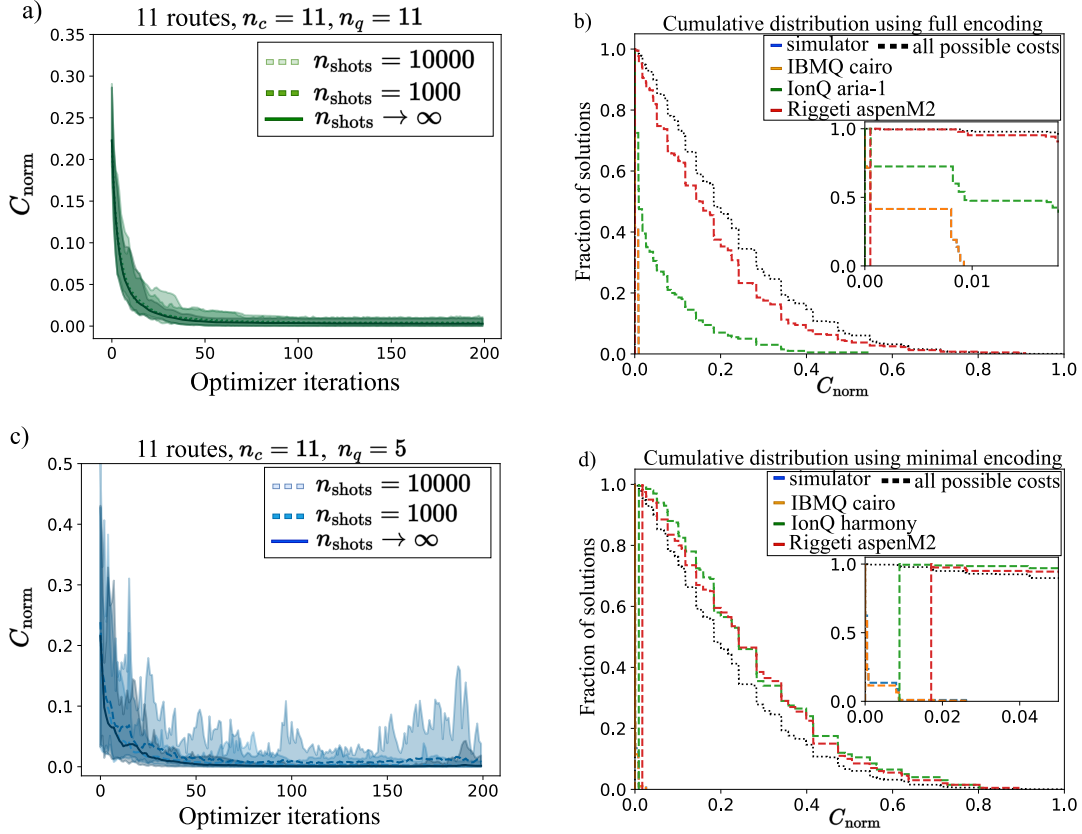 a)
11 routes, n_c = 11, n_q = 11
n_shots = 10000
n_shots = 1000
n_shots → ∞
0.35
0.30
0.25
0.20
0.15
0.10
0.05
0.00
C_norm
0
50
100
150
200
Optimizer iterations
b)
Cumulative distribution using full encoding
simulator
all possible costs
IBMQ cairo
IonQ aria-1
Riggeti aspenM2
1.0
0.8
0.6
0.4
0.2
0.0
Fraction of solutions
1.0
0.5
0.0
0.00
0.01
0.0
0.2
0.4
0.6
0.8
1.0
C_norm
c)
11 routes, n_c = 11, n_q = 5
n_shots = 10000
n_shots = 1000
n_shots → ∞
0.5
0.4
0.3
0.2
0.1
0.0
C_norm
0
50
100
150
200
Optimizer iterations
d)
Cumulative distribution using minimal encoding
simulator
all possible costs
IBMQ cairo
IonQ harmony
Riggeti aspenM2
1.0
0.8
0.6
0.4
0.2
0.0
Fraction of solutions
1.0
0.5
0.0
0.00
0.02
0.04
0.0
0.2
0.4
0.6
0.8
1.0
C_norm